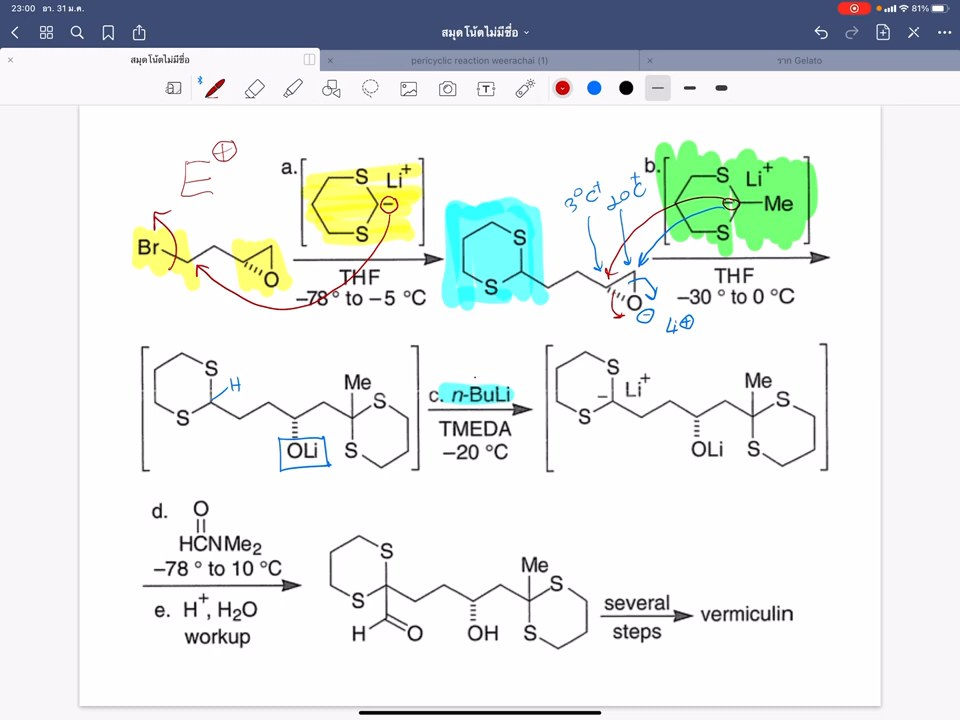 23:00 อา. 31 ม.ค.
81%
สมุดโน้ตไม่มีชื่อ
สมุดโน้ตไม่มีชื่อ
pericyclic reaction weerachai (1)
ราก Gelato
E⊕
a. [S S − Li+]
THF
−78° to −5 °C
Br O
S S O ⊖ Li⊕
3°C+ 2°C+
b. [S S − Li+ Me]
THF
−30° to 0 °C
S S H OLi Me S S
c. n-BuLi
TMEDA
−20 °C
S S − Li+ OLi Me S S
d. O
HCNMe2
−78° to 10 °C
e. H+, H2O
workup
S S H O OH Me S S
several
steps
vermiculin